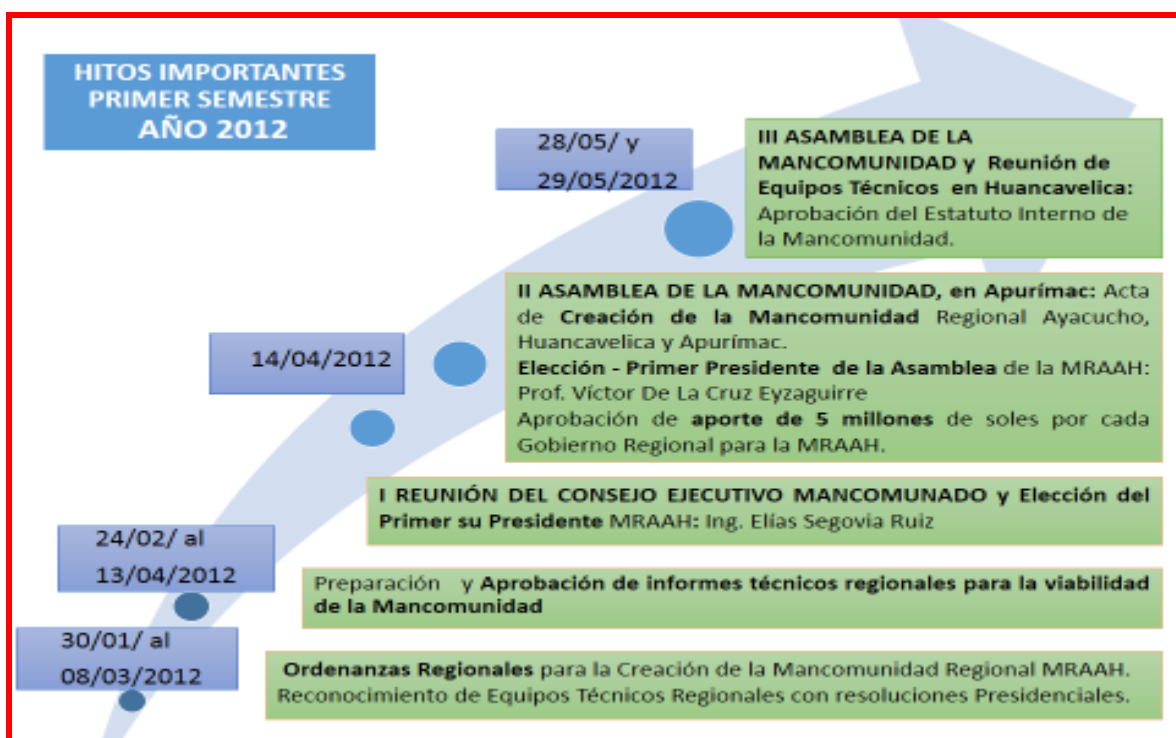 HITOS IMPORTANTES
PRIMER SEMESTRE
AÑO 2012
28/05/ y
29/05/2012
III ASAMBLEA DE LA
MANCOMUNIDAD y Reunión de
Equipos Técnicos en Huancavelica:
Aprobación del Estatuto Interno de
la Mancomunidad.
14/04/2012
II ASAMBLEA DE LA MANCOMUNIDAD, en Apurímac: Acta
de Creación de la Mancomunidad Regional Ayacucho,
Huancavelica y Apurímac.
Elección - Primer Presidente de la Asamblea de la MRAAH:
Prof. Víctor De La Cruz Eyzaguirre
Aprobación de aporte de 5 millones de soles por cada
Gobierno Regional para la MRAAH.
I REUNIÓN DEL CONSEJO EJECUTIVO MANCOMUNADO y Elección del
Primer su Presidente MRAAH: Ing. Elías Segovia Ruiz
24/02/ al
13/04/2012
Preparación y Aprobación de informes técnicos regionales para la viabilidad
de la Mancomunidad
30/01/ al
08/03/2012
Ordenanzas Regionales para la Creación de la Mancomunidad Regional MRAAH.
Reconocimiento de Equipos Técnicos Regionales con resoluciones Presidenciales.